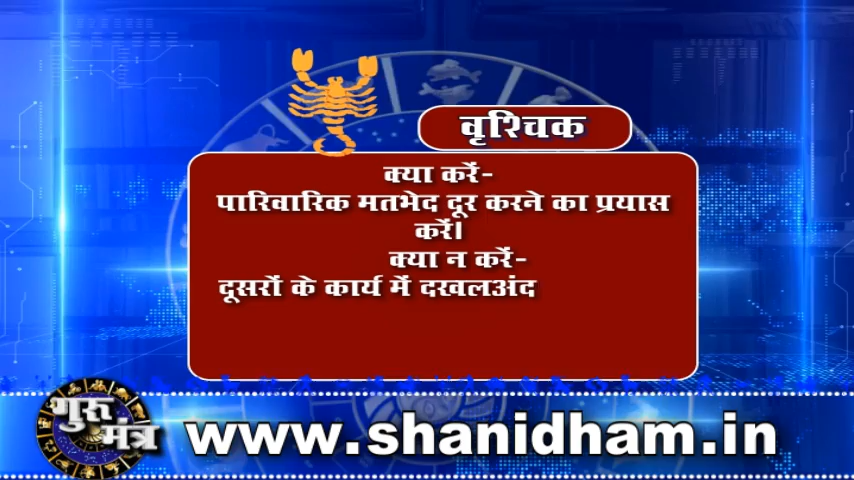 वृश्चिक
क्या करें-
पारिवारिक मतभेद दूर करने का प्रयास
करें।
क्या न करें-
दूसरों के कार्य में दखलअंद
गुरु
मंत्र
www.shanidham.in